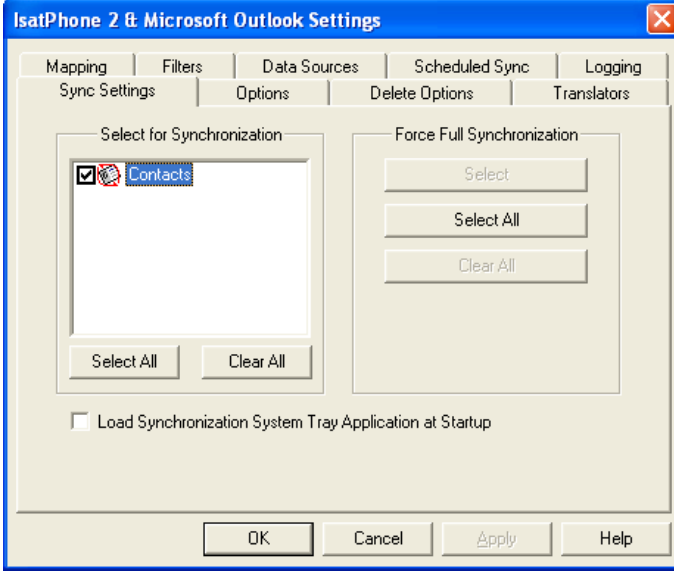 IsatPhone 2 & Microsoft Outlook Settings
Mapping Filters Data Sources Scheduled Sync Logging
Sync Settings Options Delete Options Translators
Select for Synchronization
Contacts
Select All Clear All
Force Full Synchronization
Select
Select All
Clear All
Load Synchronization System Tray Application at Startup
OK Cancel Apply Help